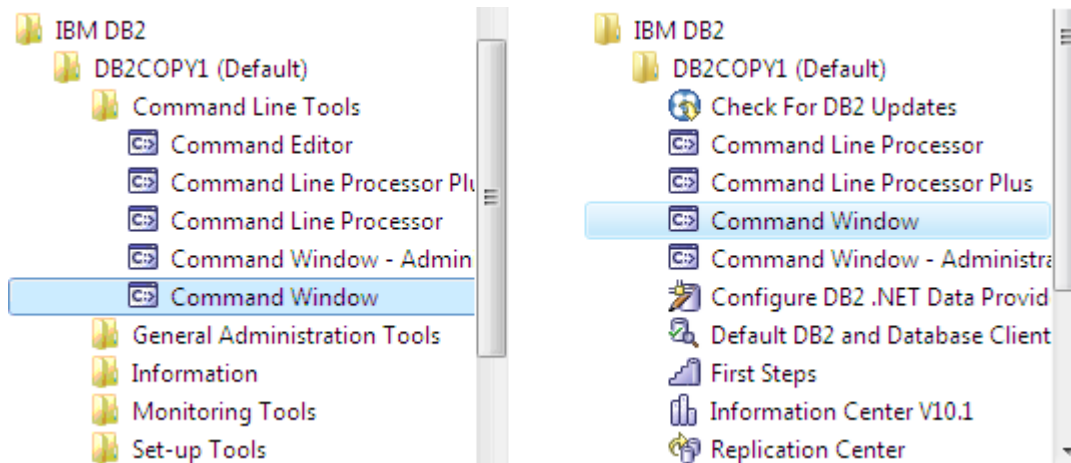 IBM DB2
DB2COPY1 (Default)
Command Line Tools
Command Editor
Command Line Processor Plu
Command Line Processor
Command Window - Admin
Command Window
General Administration Tools
Information
Monitoring Tools
Set-up Tools
IBM DB2
DB2COPY1 (Default)
Check For DB2 Updates
Command Line Processor
Command Line Processor Plus
Command Window
Command Window - Administra
Configure DB2 .NET Data Provid
Default DB2 and Database Client
First Steps
Information Center V10.1
Replication Center